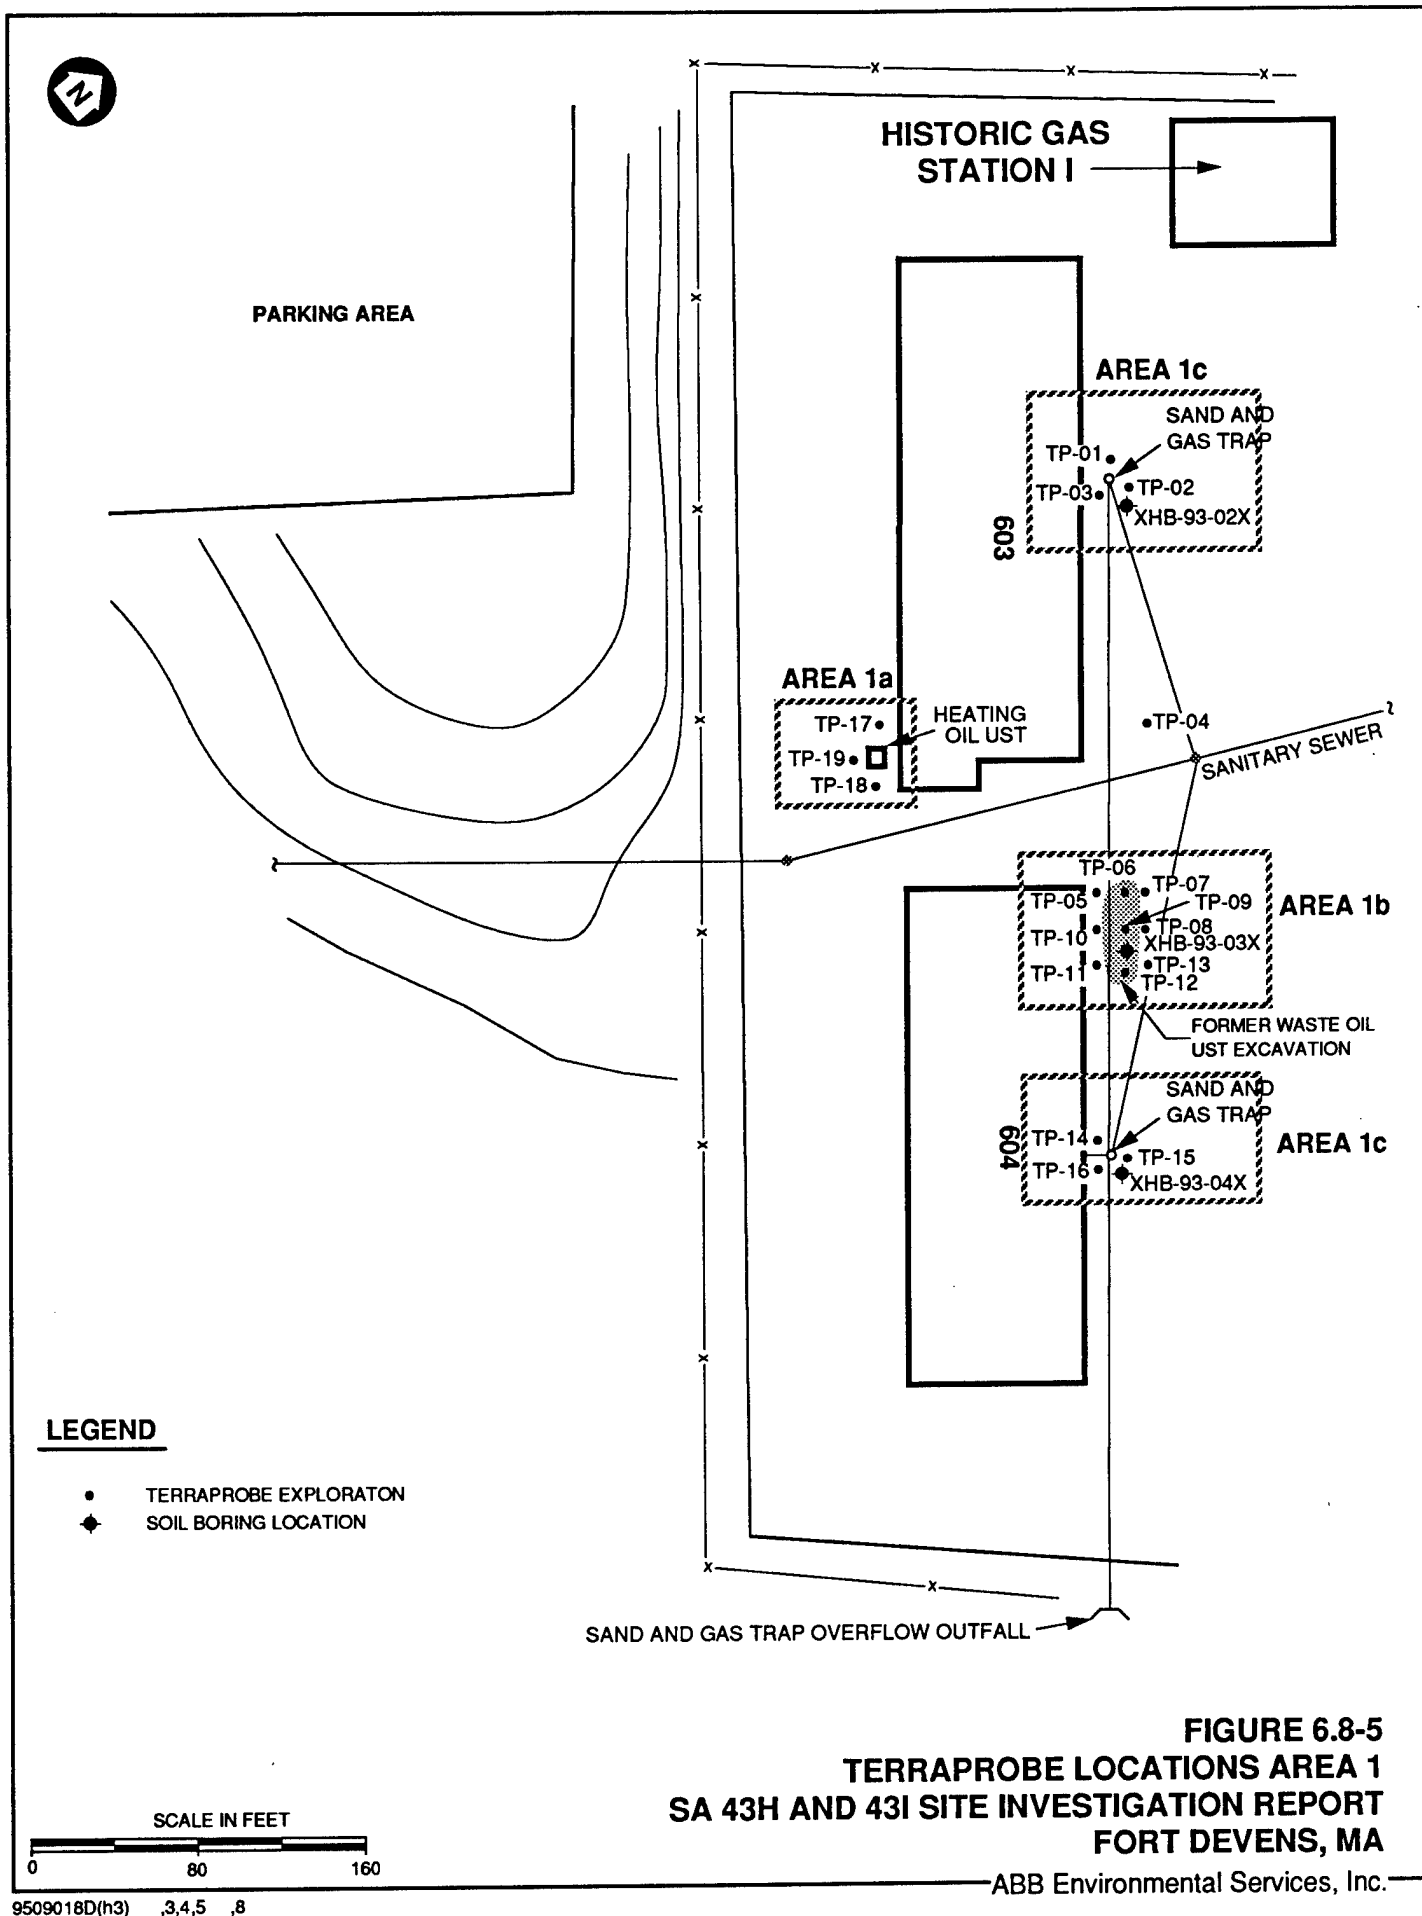 N
HISTORIC GAS
STATION I
PARKING AREA
AREA 1c
SAND AND
GAS TRAP
TP-01
TP-03
TP-02
XHB-93-02X
603
AREA 1a
TP-17
HEATING
OIL UST
TP-19
TP-18
TP-04
SANITARY SEWER
TP-06
TP-05
TP-07
TP-09
AREA 1b
TP-10
TP-08
XHB-93-03X
TP-11
TP-13
TP-12
FORMER WASTE OIL
UST EXCAVATION
SAND AND
GAS TRAP
604
TP-14
AREA 1c
TP-16
TP-15
XHB-93-04X
LEGEND
TERRAPROBE EXPLORATON
SOIL BORING LOCATION
SAND AND GAS TRAP OVERFLOW OUTFALL
FIGURE 6.8-5
TERRAPROBE LOCATIONS AREA 1
SA 43H AND 43I SITE INVESTIGATION REPORT
FORT DEVENS, MA
SCALE IN FEET
0 80 160
ABB Environmental Services, Inc.
9509018D(h3) ,3,4,5 ,8